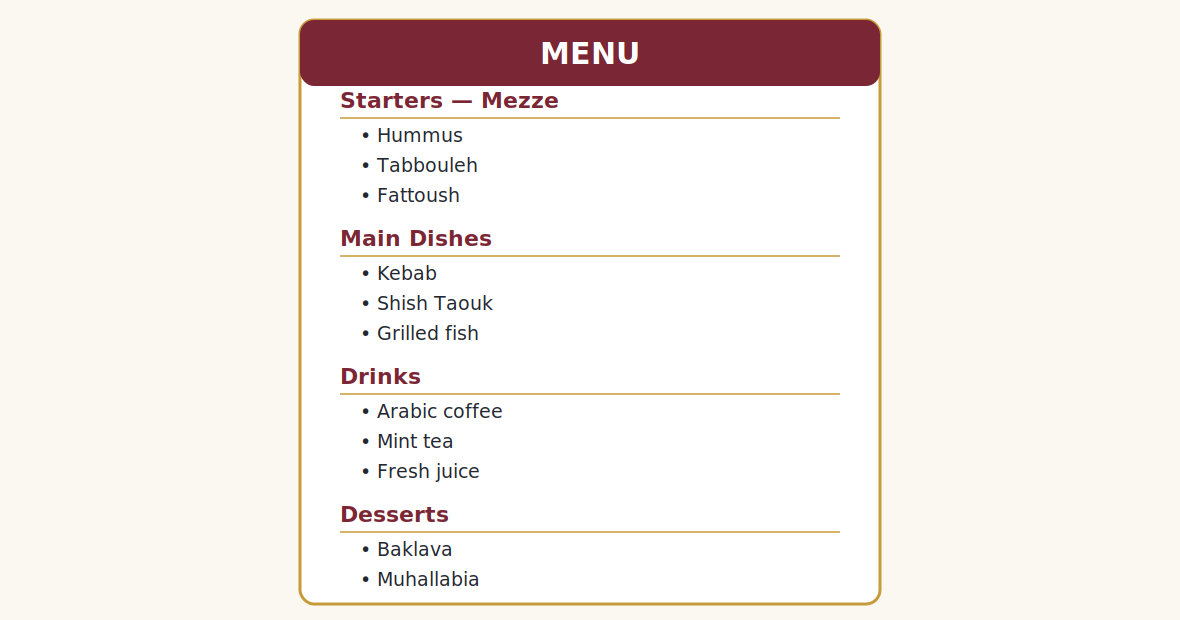 MENU
Starters — Mezze
• Hummus
• Tabbouleh
• Fattoush
Main Dishes
• Kebab
• Shish Taouk
• Grilled fish
Drinks
• Arabic coffee
• Mint tea
• Fresh juice
Desserts
• Baklava
• Muhallabia